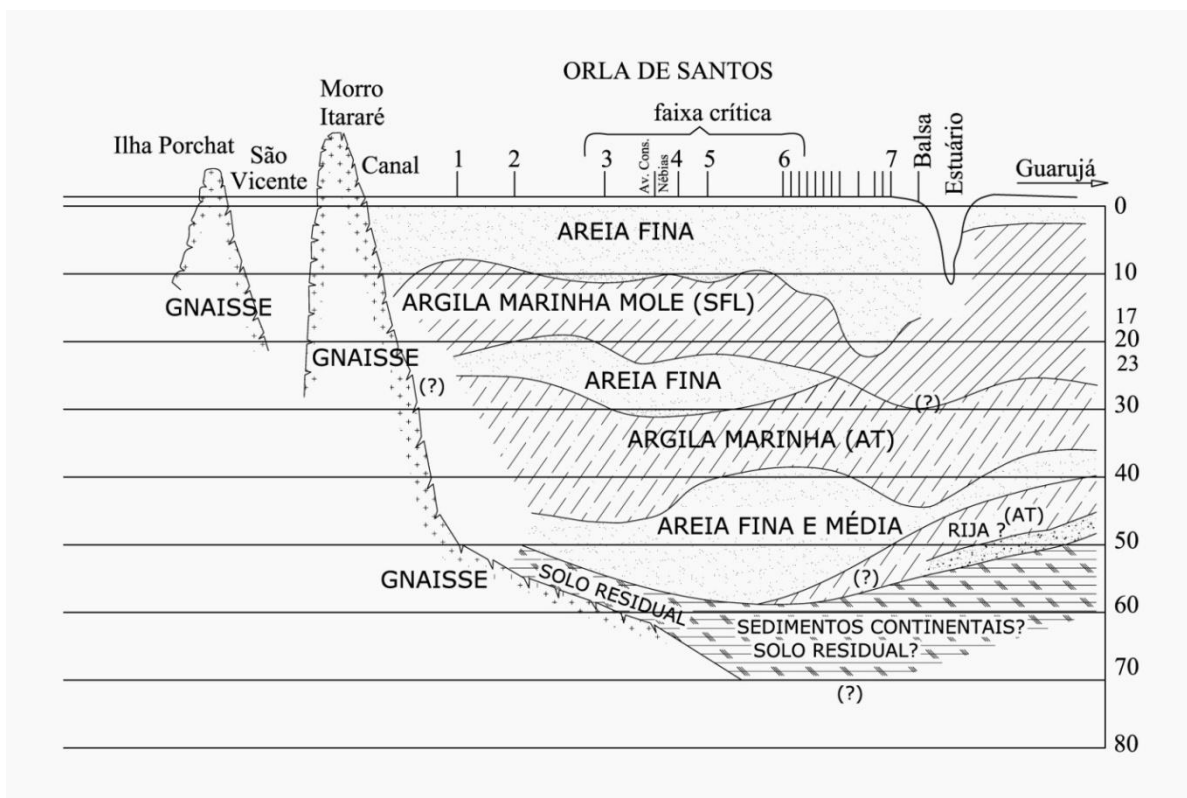 ORLA DE SANTOS
Morro
Itararé
faixa crítica
Ilha Porchat
São
Vicente
Canal
1
2
3
Av. Cons.
Nébias
4
5
6
7
Balsa
Estuário
Guarujá
0
AREIA FINA
10
GNAISSE
ARGILA MARINHA MOLE (SFL)
17
20
GNAISSE
23
(?)
AREIA FINA
(?)
30
ARGILA MARINHA (AT)
40
AREIA FINA E MÉDIA
RIJA ?
(AT)
50
GNAISSE
SOLO RESIDUAL
(?)
60
SEDIMENTOS CONTINENTAIS?
SOLO RESIDUAL?
70
(?)
80